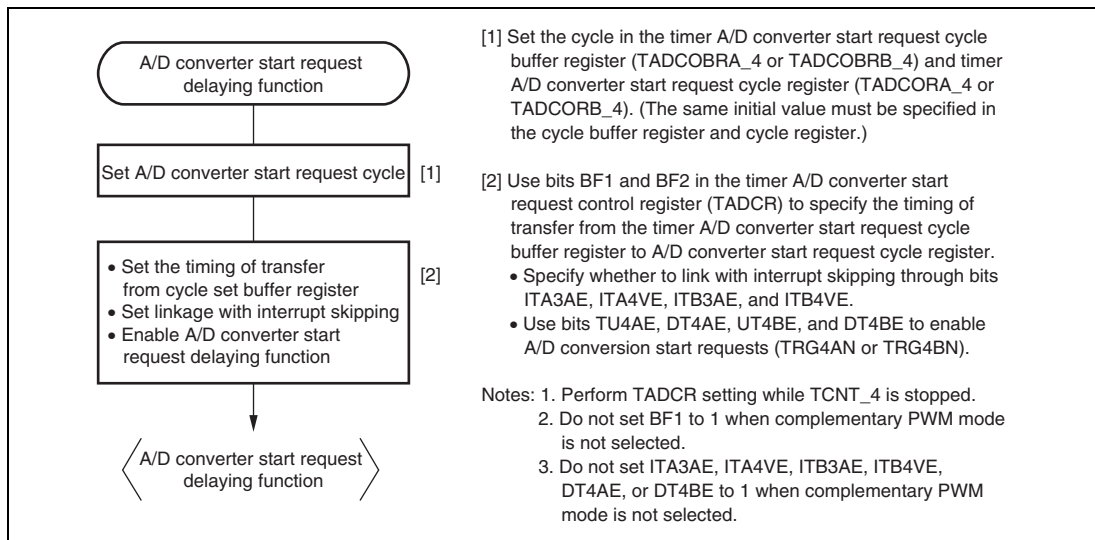 A/D converter start request
delaying function
Set A/D converter start request cycle
[1]
• Set the timing of transfer
from cycle set buffer register
• Set linkage with interrupt skipping
• Enable A/D converter start
request delaying function
[2]
A/D converter start request
delaying function
[1] Set the cycle in the timer A/D converter start request cycle
buffer register (TADCOBRA_4 or TADCOBRB_4) and timer
A/D converter start request cycle register (TADCORA_4 or
TADCORB_4). (The same initial value must be specified in
the cycle buffer register and cycle register.)
[2] Use bits BF1 and BF2 in the timer A/D converter start
request control register (TADCR) to specify the timing of
transfer from the timer A/D converter start request cycle
buffer register to A/D converter start request cycle register.
• Specify whether to link with interrupt skipping through bits
ITA3AE, ITA4VE, ITB3AE, and ITB4VE.
• Use bits TU4AE, DT4AE, UT4BE, and DT4BE to enable
A/D conversion start requests (TRG4AN or TRG4BN).
Notes: 1. Perform TADCR setting while TCNT_4 is stopped.
2. Do not set BF1 to 1 when complementary PWM mode
is not selected.
3. Do not set ITA3AE, ITA4VE, ITB3AE, ITB4VE,
DT4AE, or DT4BE to 1 when complementary PWM
mode is not selected.